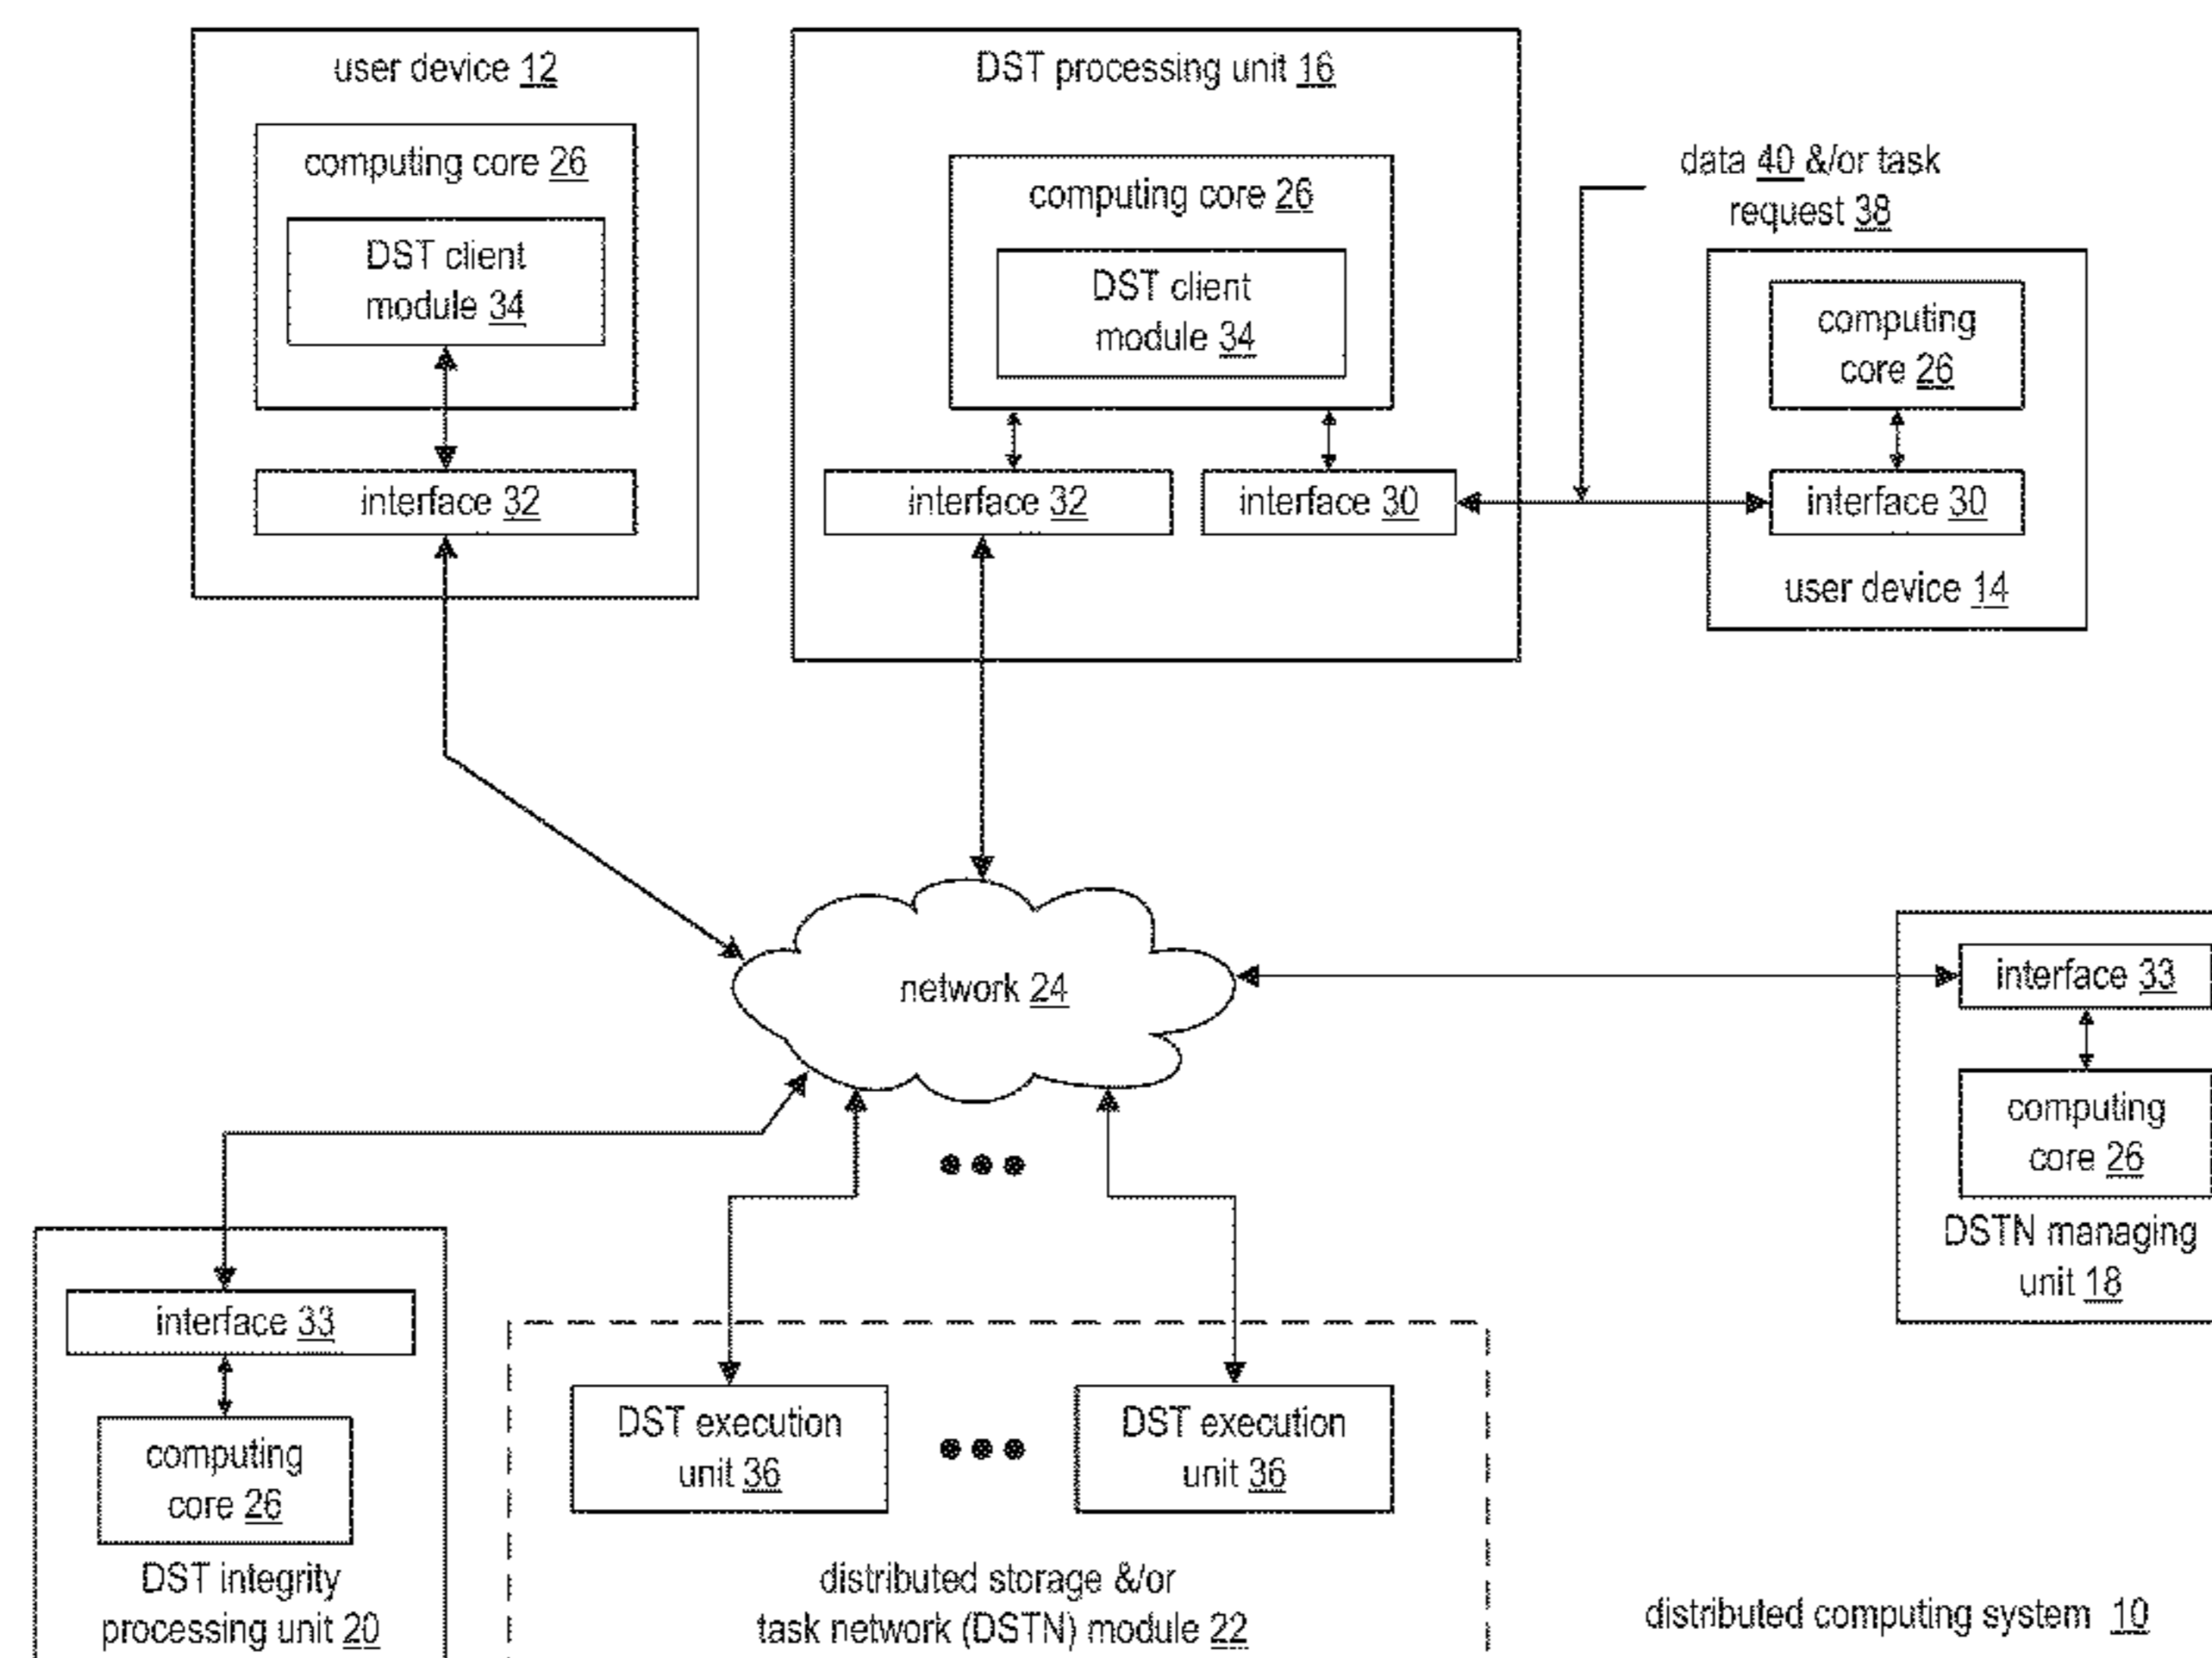 user device 12
computing core 26
DST client
module 34
interface 32
DST processing unit 16
computing core 26
DST client
module 34
interface 32
interface 30
data 40 &/or task
request 38
computing
core 26
interface 30
user device 14
network 24
interface 33
computing
core 26
DSTN managing
unit 18
interface 33
computing
core 26
DST integrity
processing unit 20
DST execution
unit 36
DST execution
unit 36
distributed storage &/or
task network (DSTN) module 22
distributed computing system 10